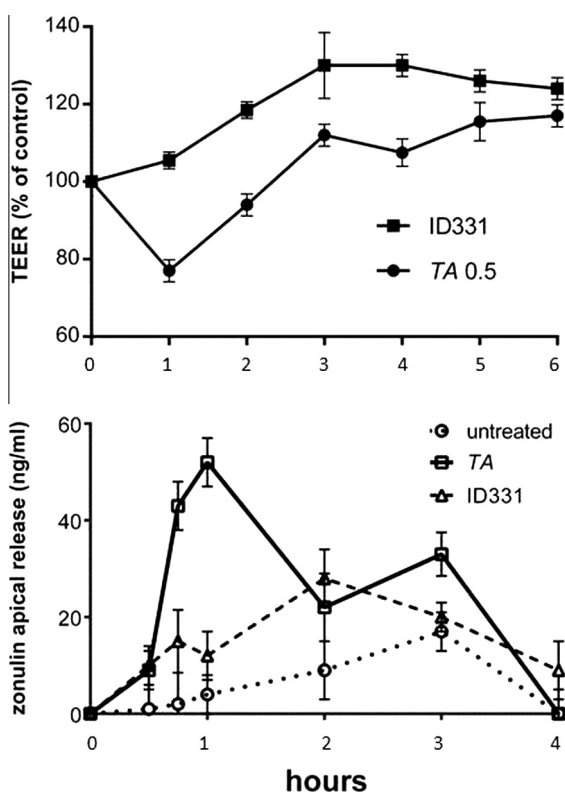 TEER (% of control)
140
120
100
80
60
ID331
TA 0.5
0 1 2 3 4 5 6
zonulin apical release (ng/ml)
60
40
20
0
untreated
TA
ID331
0 1 2 3 4
hours